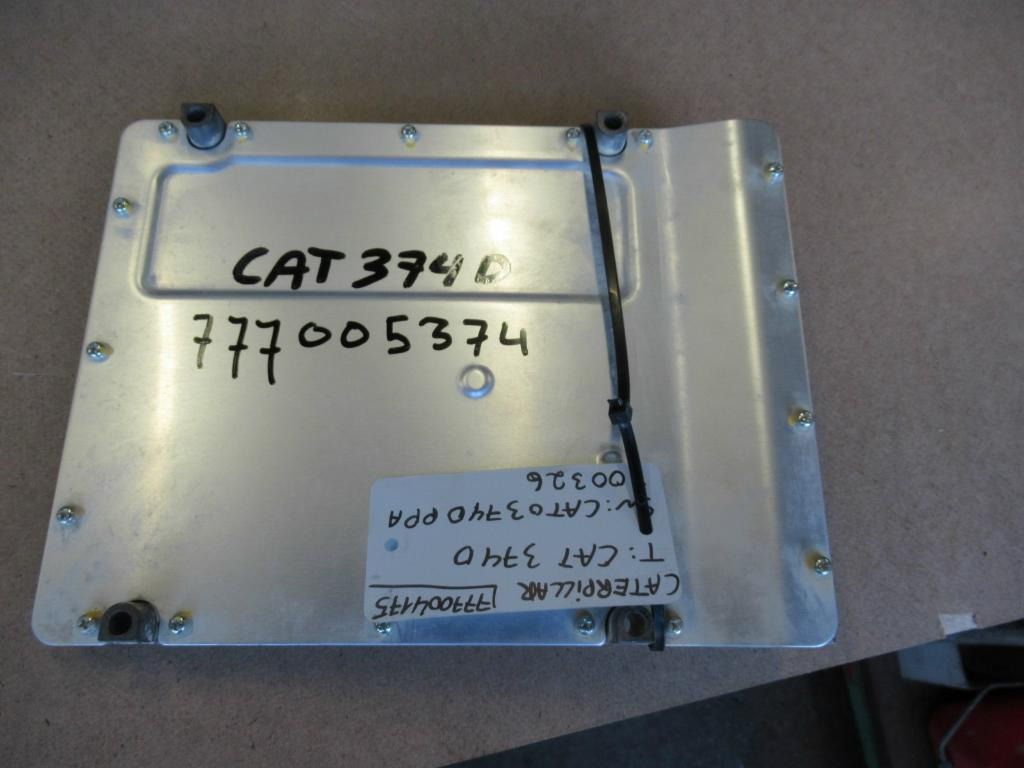 CAT 374D
777005374
CATERPILLAR 777004175
T: CAT 374D
SN: CAT0374DPPA
00326